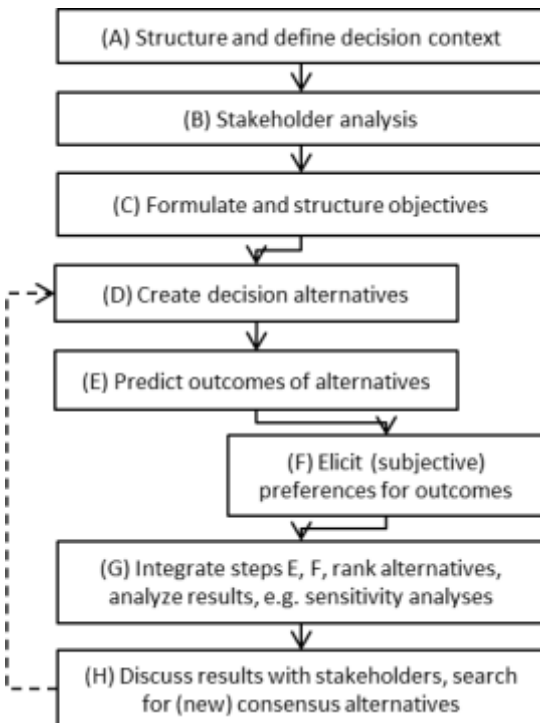 (A) Structure and define decision context
(B) Stakeholder analysis
(C) Formulate and structure objectives
(D) Create decision alternatives
(E) Predict outcomes of alternatives
(F) Elicit (subjective)
preferences for outcomes
(G) Integrate steps E, F, rank alternatives,
analyze results, e.g. sensitivity analyses
(H) Discuss results with stakeholders, search
for (new) consensus alternatives